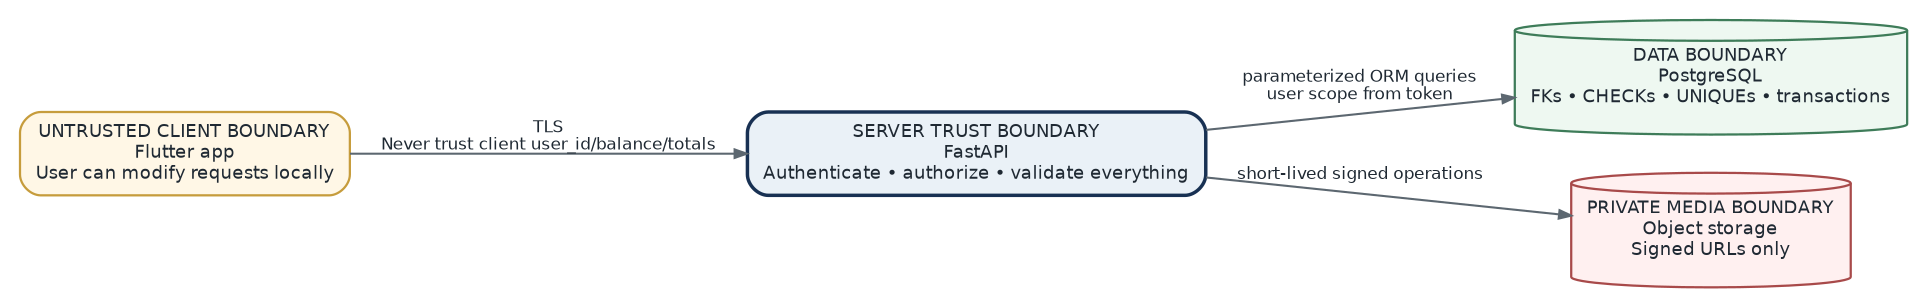 UNTRUSTED CLIENT BOUNDARY
Flutter app
User can modify requests locally
TLS
Never trust client user_id/balance/totals
SERVER TRUST BOUNDARY
FastAPI
Authenticate • authorize • validate everything
parameterized ORM queries
user scope from token
short-lived signed operations
DATA BOUNDARY
PostgreSQL
FKs • CHECKs • UNIQUEs • transactions
PRIVATE MEDIA BOUNDARY
Object storage
Signed URLs only